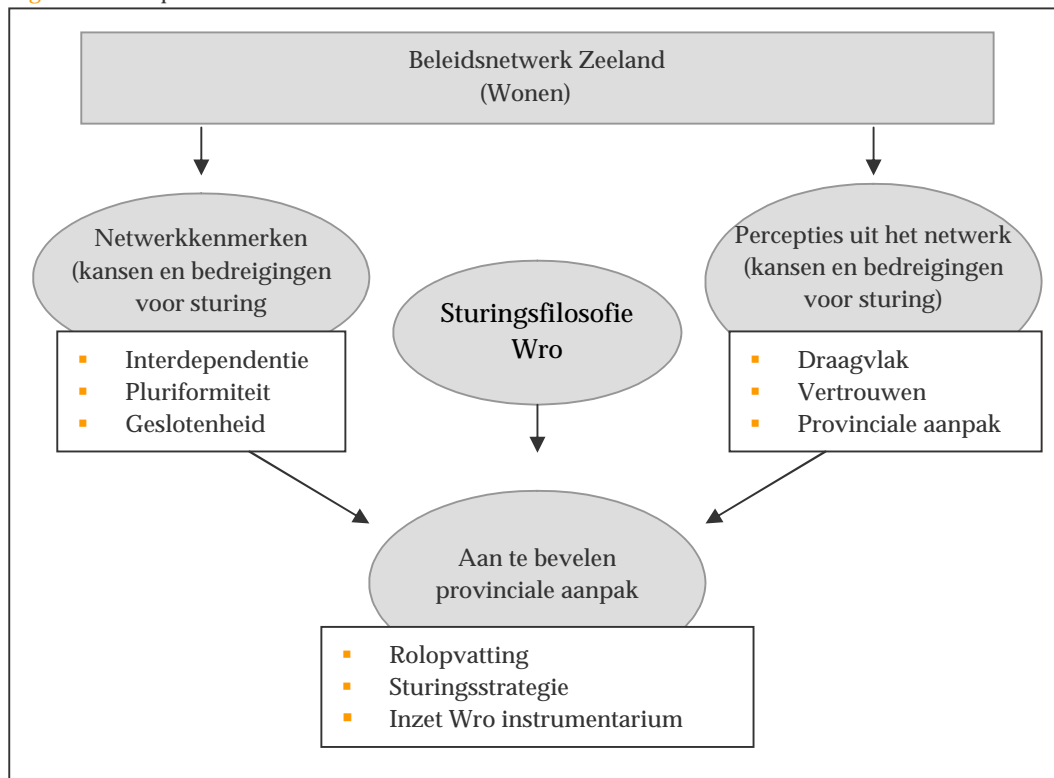 Beleidsnetwerk Zeeland
(Wonen)
Netwerkkenmerken
(kansen en bedreigingen
voor sturing
Percepties uit het netwerk
(kansen en bedreigingen
voor sturing)
Sturingsfilosofie
Wro
Interdependentie
Pluriformiteit
Geslotenheid
Draagvlak
Vertrouwen
Provinciale aanpak
Aan te bevelen
provinciale aanpak
Rolopvatting
Sturingsstrategie
Inzet Wro instrumentarium